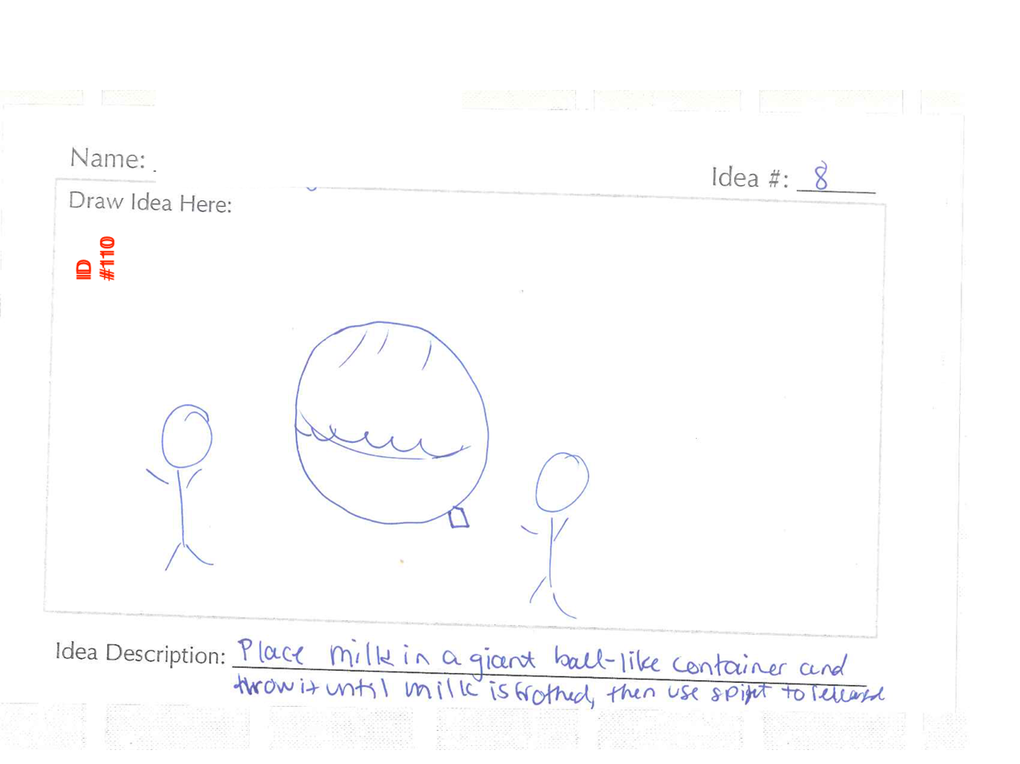 Name:
Idea #: 8
Draw Idea Here:
ID
#110
Idea Description: Place milk in a giant ball-like container and
throw it until milk is frothed, then use to release